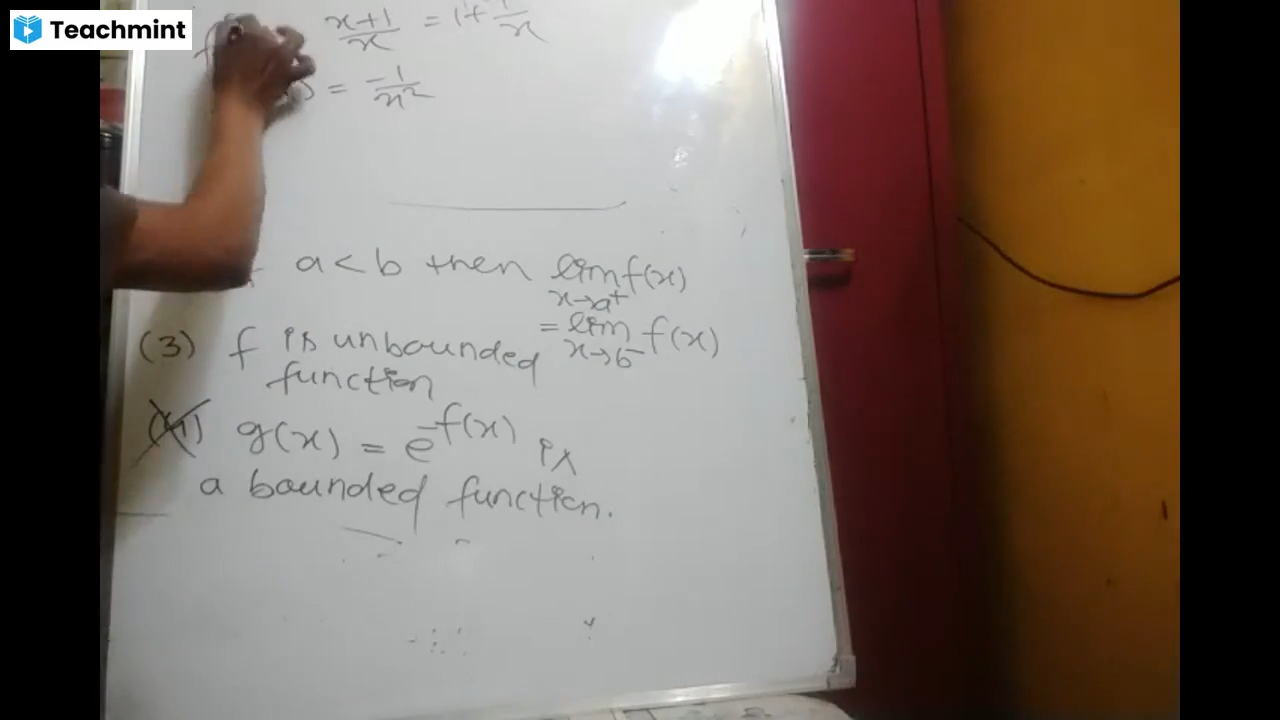 Teachmint
x+1/x = 1+1/x
) = -1/x²
a<b then lim f(x)
x→a⁺
= lim f(x)
x→b⁻
(3) f is unbounded
function
(4) g(x) = e^-f(x) is
a bounded function.